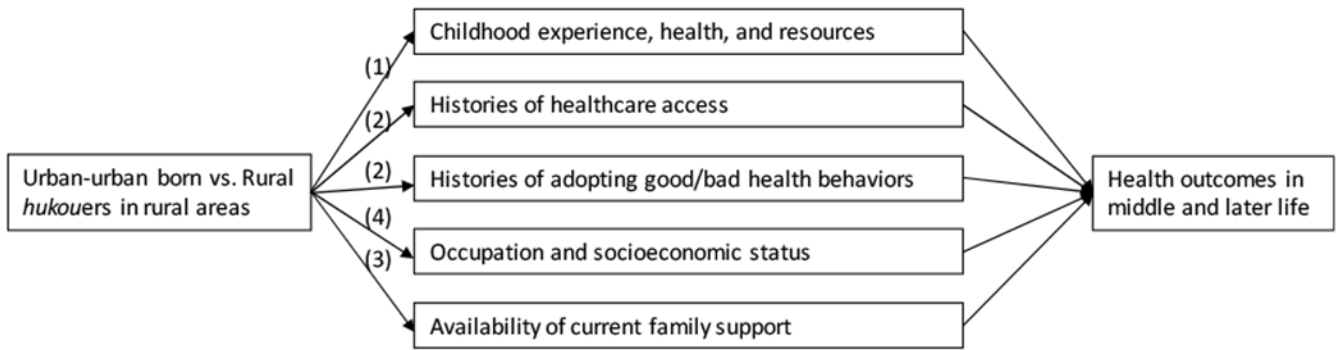 Childhood experience, health, and resources
(1)
Histories of healthcare access
(2)
Urban-urban born vs. Rural
hukouers in rural areas
(2)
Histories of adopting good/bad health behaviors
Health outcomes in
middle and later life
(4)
Occupation and socioeconomic status
(3)
Availability of current family support